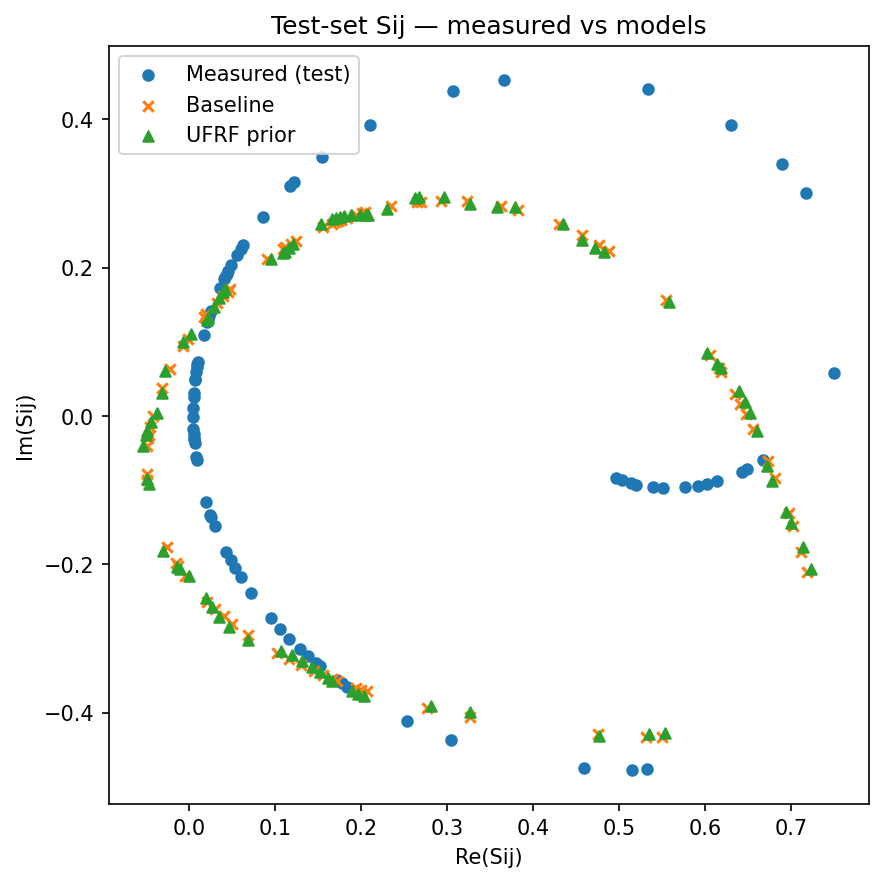 Test-set Sij — measured vs models
Measured (test)
Baseline
UFRF prior
Im(Sij)
0.4
0.2
0.0
−0.2
−0.4
0.0 0.1 0.2 0.3 0.4 0.5 0.6 0.7
Re(Sij)